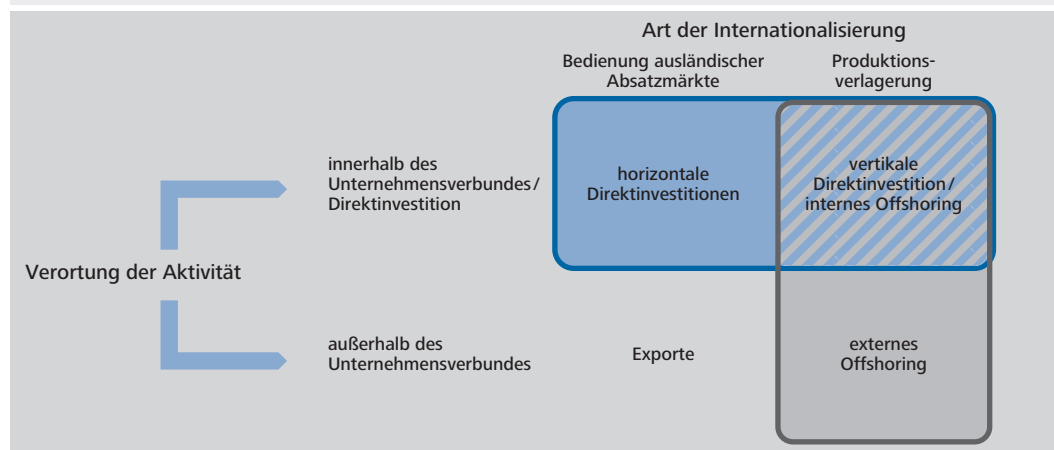 Art der Internationalisierung
Bedienung ausländischer
Absatzmärkte
Produktions-
verlagerung
innerhalb des
Unternehmensverbundes/
Direktinvestition
horizontale
Direktinvestitionen
vertikale
Direktinvestition/
internes Offshoring
Verortung der Aktivität
außerhalb des
Unternehmensverbundes
Exporte
externes
Offshoring